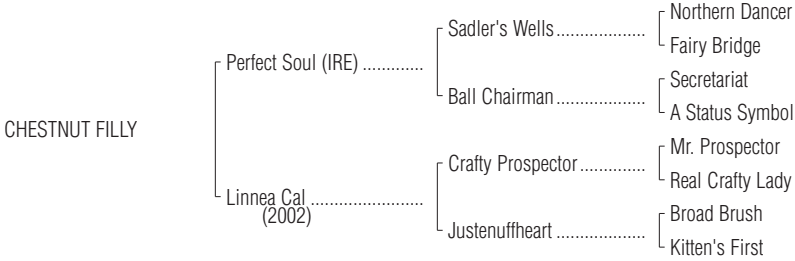 Northern Dancer
Sadler's Wells...................
Fairy Bridge
Perfect Soul (IRE) .............
Secretariat
Ball Chairman...................
A Status Symbol
CHESTNUT FILLY
Mr. Prospector
Crafty Prospector..............
Real Crafty Lady
Linnea Cal ........................
(2002)
Broad Brush
Justenuffheart ...................
Kitten's First